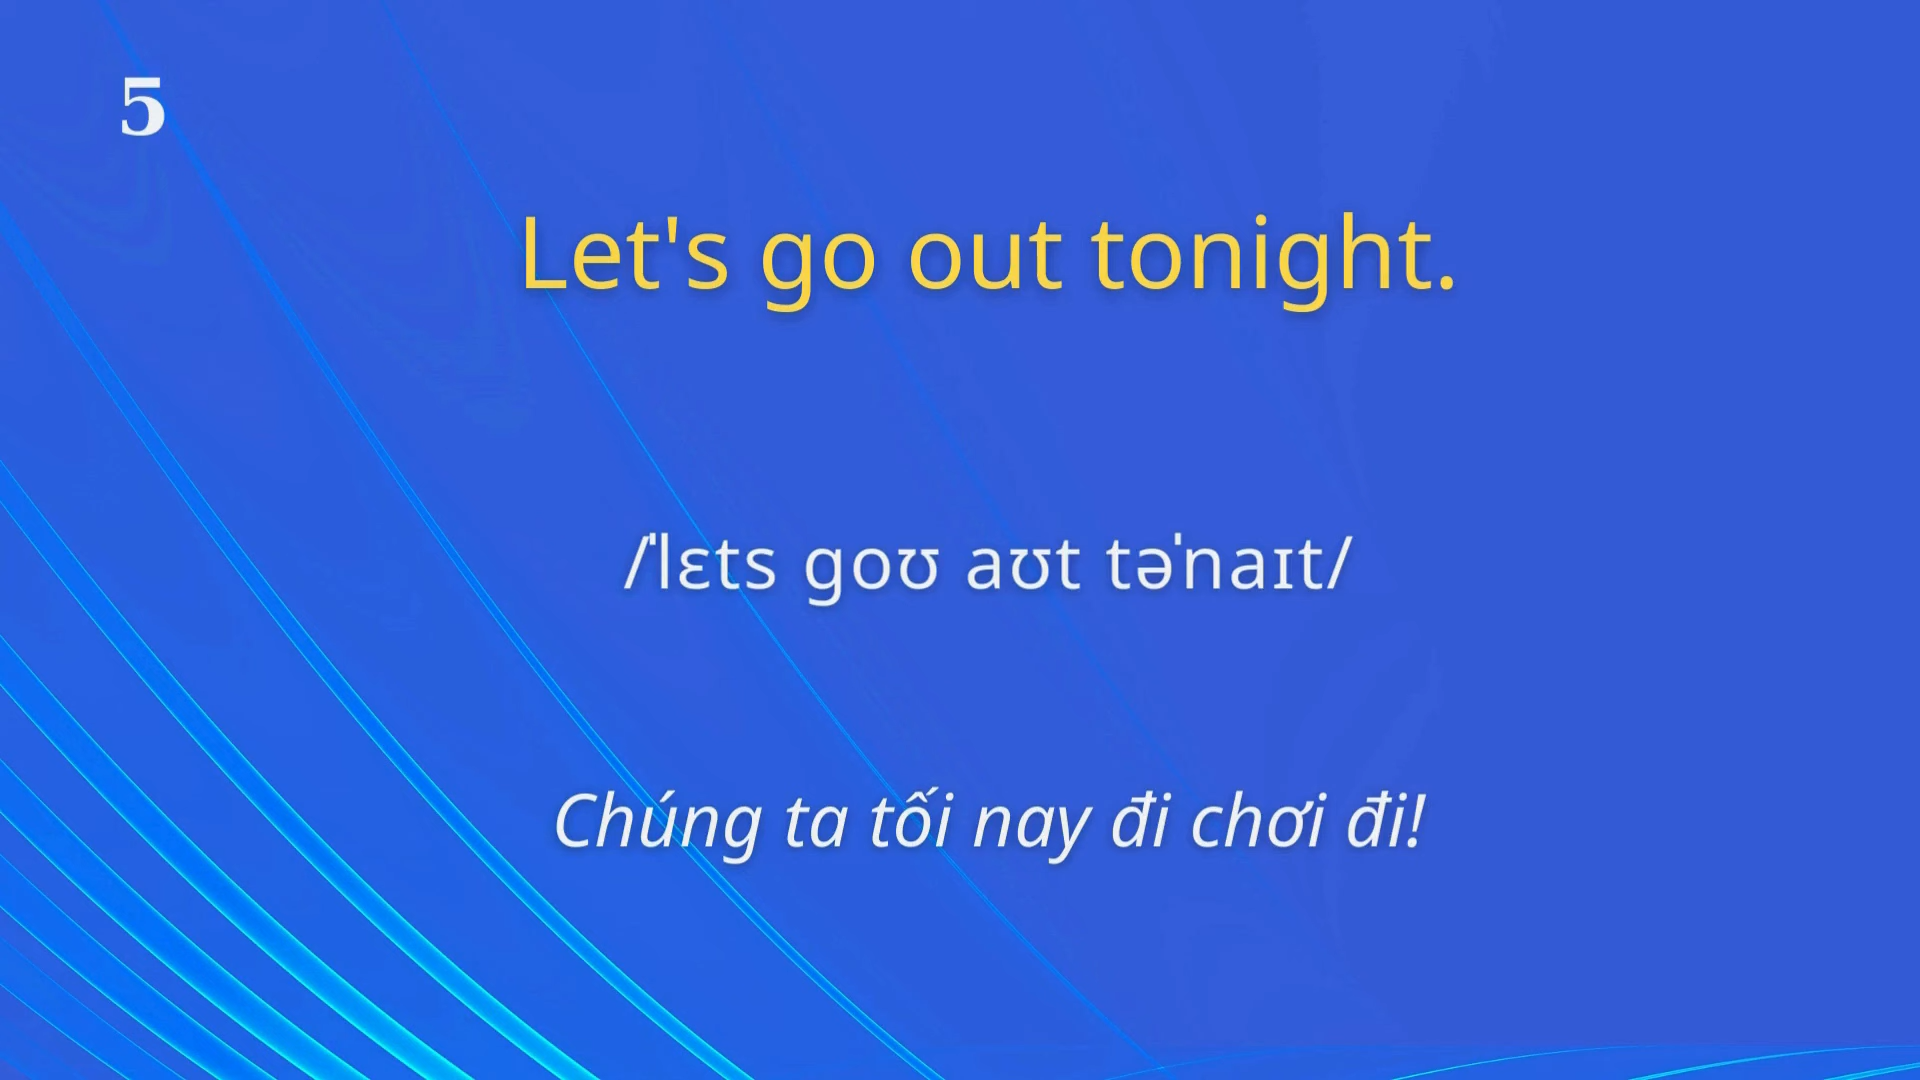 5
Let's go out tonight.
/ˈlɛts goʊ aʊt təˈnaɪt/
Chúng ta tối nay đi chơi đi!